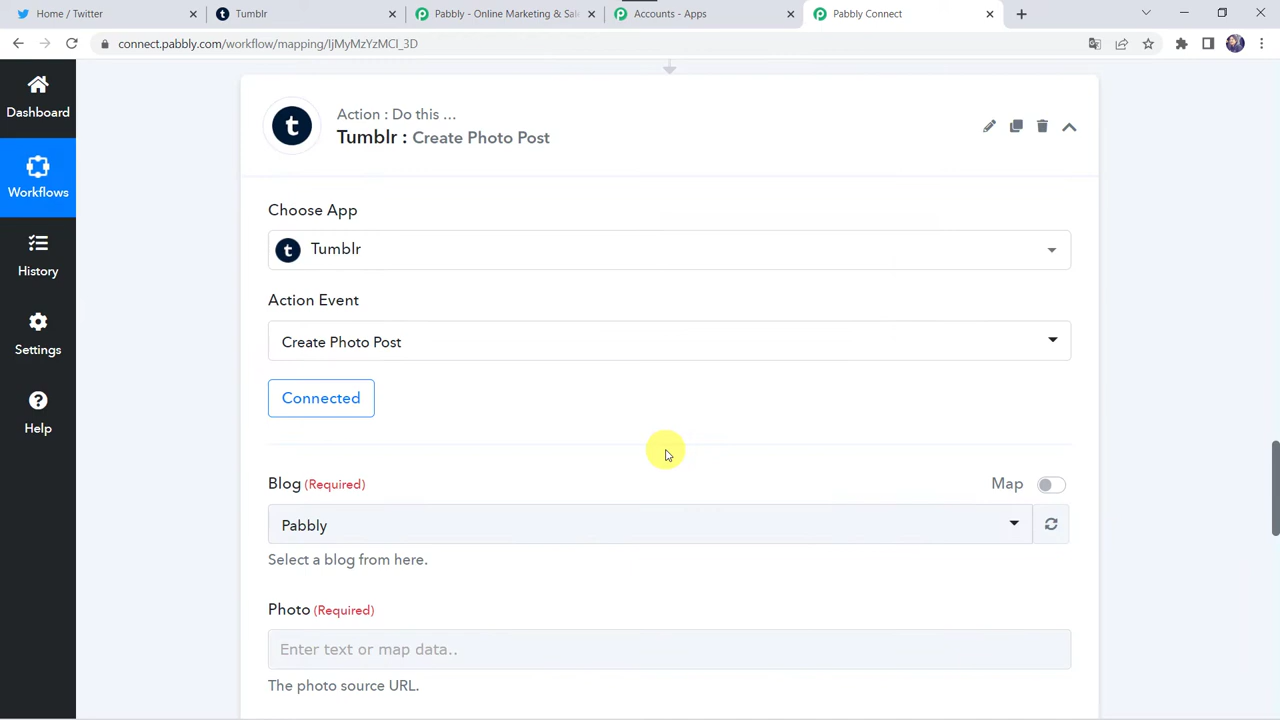 Home / Twitter
Tumblr
Pabbly - Online Marketing & Sal
Accounts - Apps
Pabbly Connect
connect.pabbly.com/workflow/mapping/IjMyMzYzMCI_3D
Dashboard
Workflows
History
Settings
Help
Action : Do this ...
Tumblr : Create Photo Post
Choose App
Tumblr
Action Event
Create Photo Post
Connected
Blog (Required)
Map
Pabbly
Select a blog from here.
Photo (Required)
Enter text or map data..
The photo source URL.